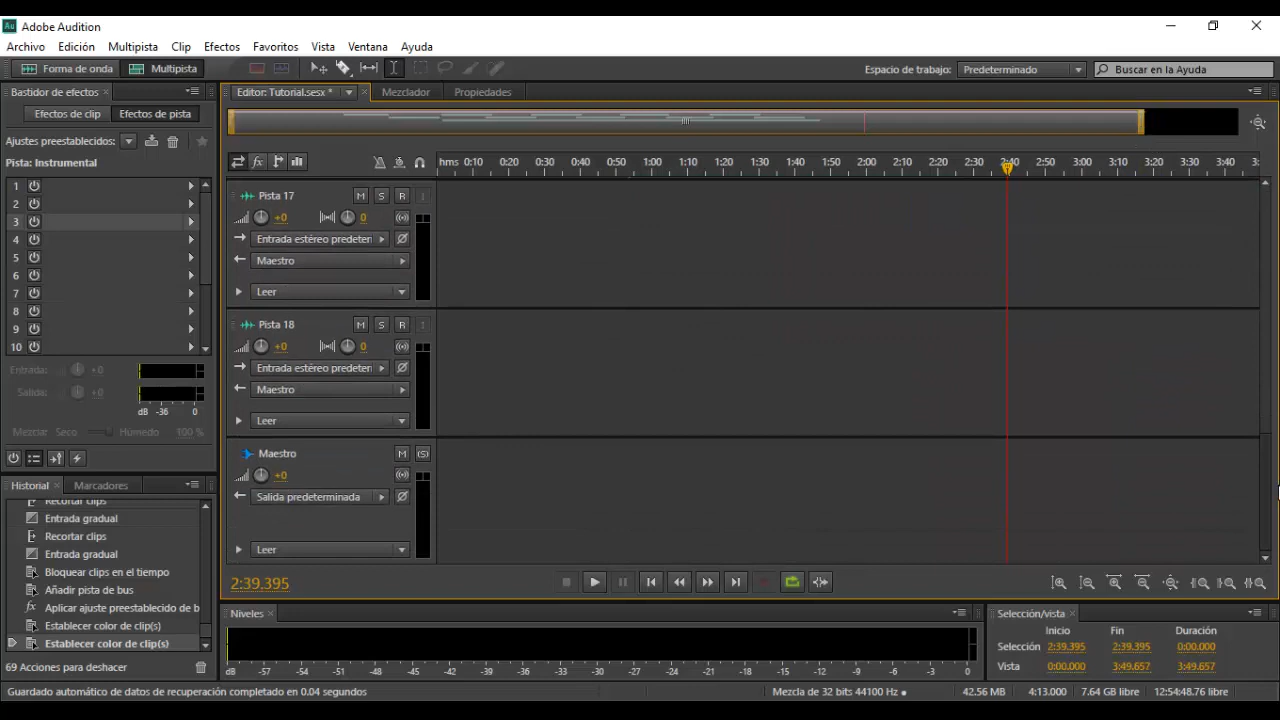 Adobe Audition
Archivo Edición Multipista Clip Efectos Favoritos Vista Ventana Ayuda
Forma de onda Multipista Espacio de trabajo: Predeterminado Buscar en la Ayuda
Bastidor de efectos Editor: Tutorial.sesx * Mezclador Propiedades
Efectos de clip Efectos de pista
Ajustes preestablecidos:
Pista: Instrumental
hms 0:10 0:20 0:30 0:40 0:50 1:00 1:10 1:20 1:30 1:40 1:50 2:00 2:10 2:20 2:30 2:40 2:50 3:00 3:10 3:20 3:30 3:40 3:
1
2
3
4
5
6
7
8
9
10
Entrada: +0
Salida: +0
dB -36 0
Mezclar Seco Húmedo 100 %
Pista 17 M S R I
+0 0
Entrada estéreo predeter
Maestro
Leer
Pista 18 M S R I
+0 0
Entrada estéreo predeter
Maestro
Leer
Maestro M (S)
+0
Salida predeterminada
Leer
Historial Marcadores
Recortar clips
Entrada gradual
Recortar clips
Entrada gradual
Bloquear clips en el tiempo
Añadir pista de bus
Aplicar ajuste preestablecido de b
Establecer color de clip(s)
Establecer color de clip(s)
69 Acciones para deshacer
2:39.395
Niveles
dB -57 -54 -51 -48 -45 -42 -39 -36 -33 -30 -27 -24 -21 -18 -15 -12 -9 -6 -3 0
Selección/vista
Inicio Fin Duración
Selección 2:39.395 2:39.395 0:00.000
Vista 0:00.000 3:49.657 3:49.657
Guardado automático de datos de recuperación completado en 0.04 segundos Mezcla de 32 bits 44100 Hz 42.56 MB 4:13.000 7.64 GB libre 12:54:48.76 libre